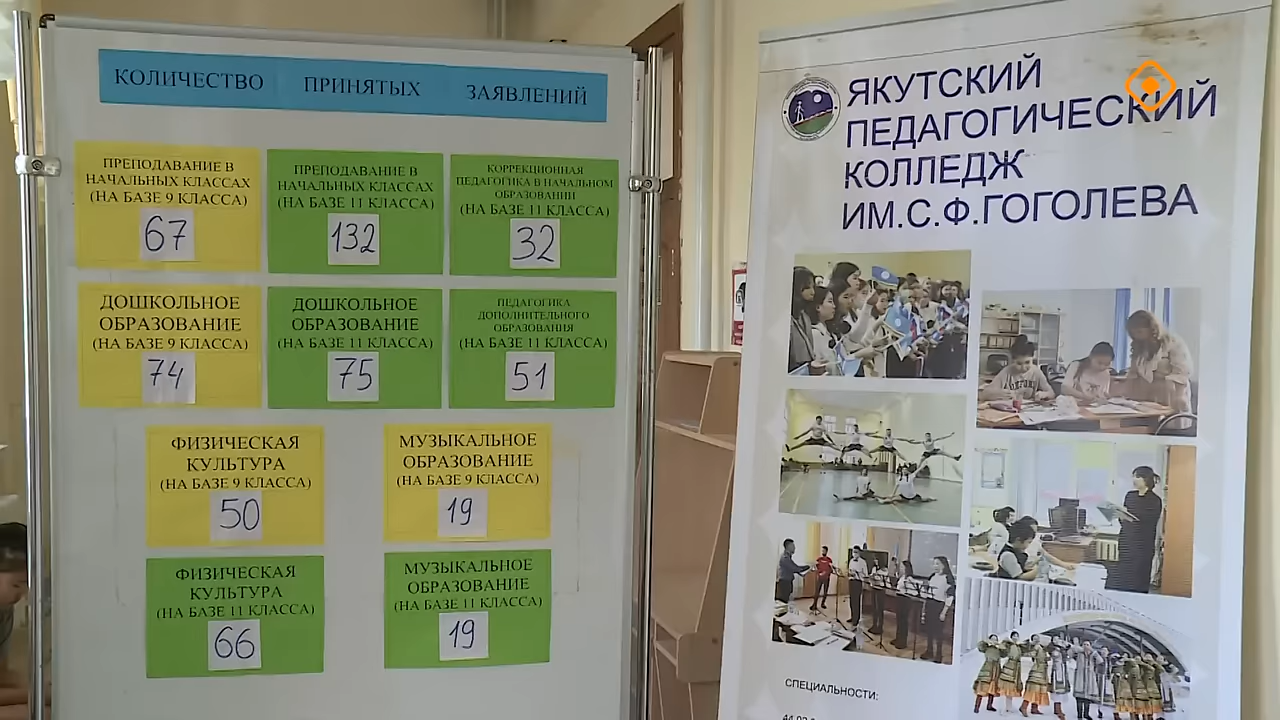 КОЛИЧЕСТВО ПРИНЯТЫХ ЗАЯВЛЕНИЙ
ПРЕПОДАВАНИЕ В
НАЧАЛЬНЫХ КЛАССАХ
(НА БАЗЕ 9 КЛАССА)
67
ПРЕПОДАВАНИЕ В
НАЧАЛЬНЫХ КЛАССАХ
(НА БАЗЕ 11 КЛАССА)
132
КОРРЕКЦИОННАЯ
ПЕДАГОГИКА В НАЧАЛЬНОМ
ОБРАЗОВАНИИ
(НА БАЗЕ 11 КЛАССА)
32
ДОШКОЛЬНОЕ
ОБРАЗОВАНИЕ
(НА БАЗЕ 9 КЛАССА)
74
ДОШКОЛЬНОЕ
ОБРАЗОВАНИЕ
(НА БАЗЕ 11 КЛАССА)
75
ПЕДАГОГИКА
ДОПОЛНИТЕЛЬНОГО
ОБРАЗОВАНИЯ
(НА БАЗЕ 11 КЛАССА)
51
ФИЗИЧЕСКАЯ
КУЛЬТУРА
(НА БАЗЕ 9 КЛАССА)
50
МУЗЫКАЛЬНОЕ
ОБРАЗОВАНИЕ
(НА БАЗЕ 9 КЛАССА)
19
ФИЗИЧЕСКАЯ
КУЛЬТУРА
(НА БАЗЕ 11 КЛАССА)
66
МУЗЫКАЛЬНОЕ
ОБРАЗОВАНИЕ
(НА БАЗЕ 11 КЛАССА)
19
ЯКУТСКИЙ
ПЕДАГОГИЧЕСКИЙ
КОЛЛЕДЖ
ИМ.С.Ф.ГОГОЛЕВА
СПЕЦИАЛЬНОСТИ: